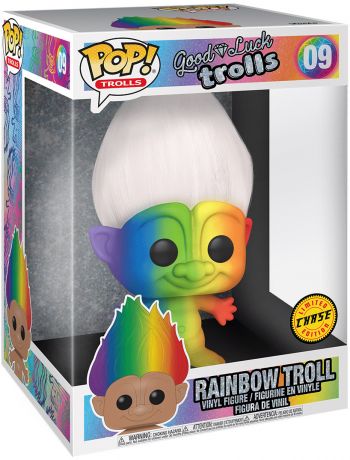 09
POP!
TROLLS
Good Luck
trolls
09
LIMITED
CHASE
EDITION
RAINBOW TROLL
VINYL FIGURE / FIGURINE EN VINYLE
FIGURA DE VINIL